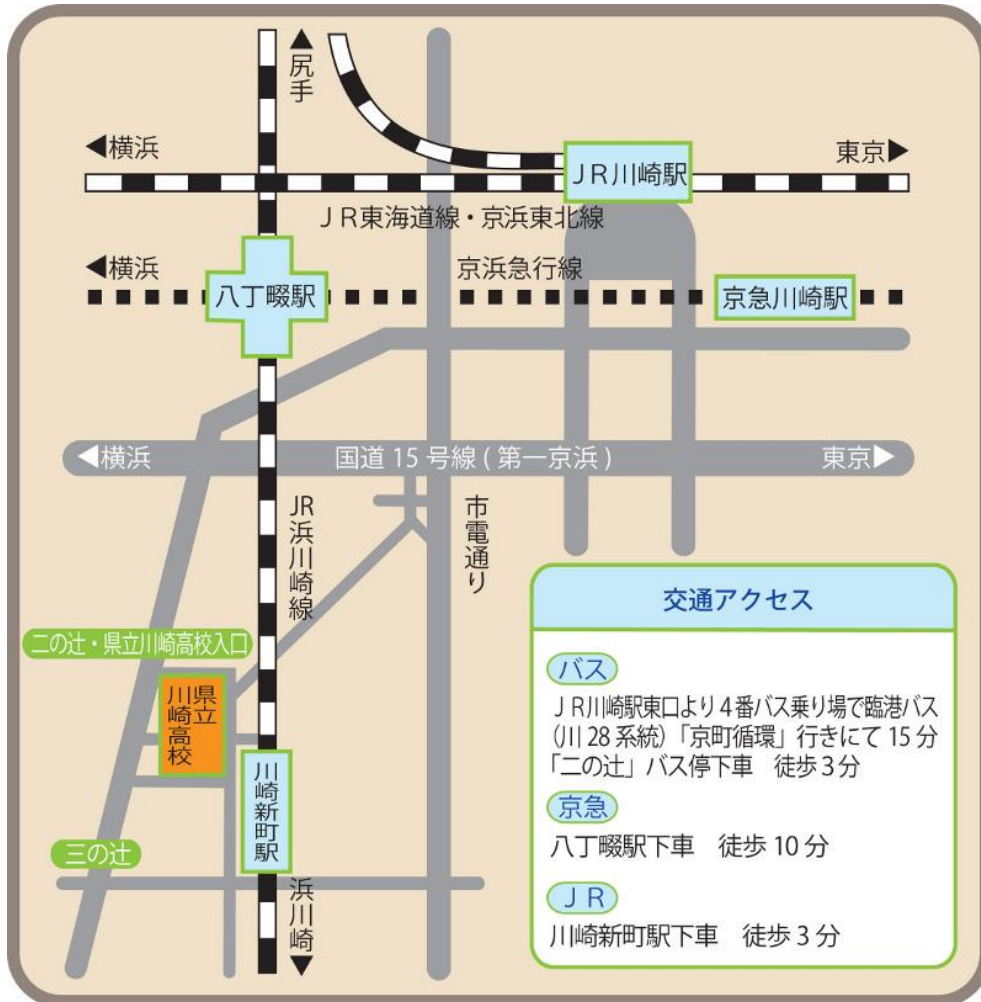 ▲尻手
◀横浜
東京▶
JR川崎駅
JR東海道線・京浜東北線
◀横浜
京浜急行線
八丁畷駅
京急川崎駅
◀横浜
国道15号線(第一京浜)
東京▶
JR浜川崎線
市電通り
二の辻・県立川崎高校入口
県立
川崎高校
川崎新町駅
三の辻
浜川崎▼
交通アクセス
バス
JR川崎駅東口より4番バス乗り場で臨港バス
(川28系統)「京町循環」行きにて15分
「二の辻」バス停下車 徒歩3分
京急
八丁畷駅下車 徒歩10分
JR
川崎新町駅下車 徒歩3分